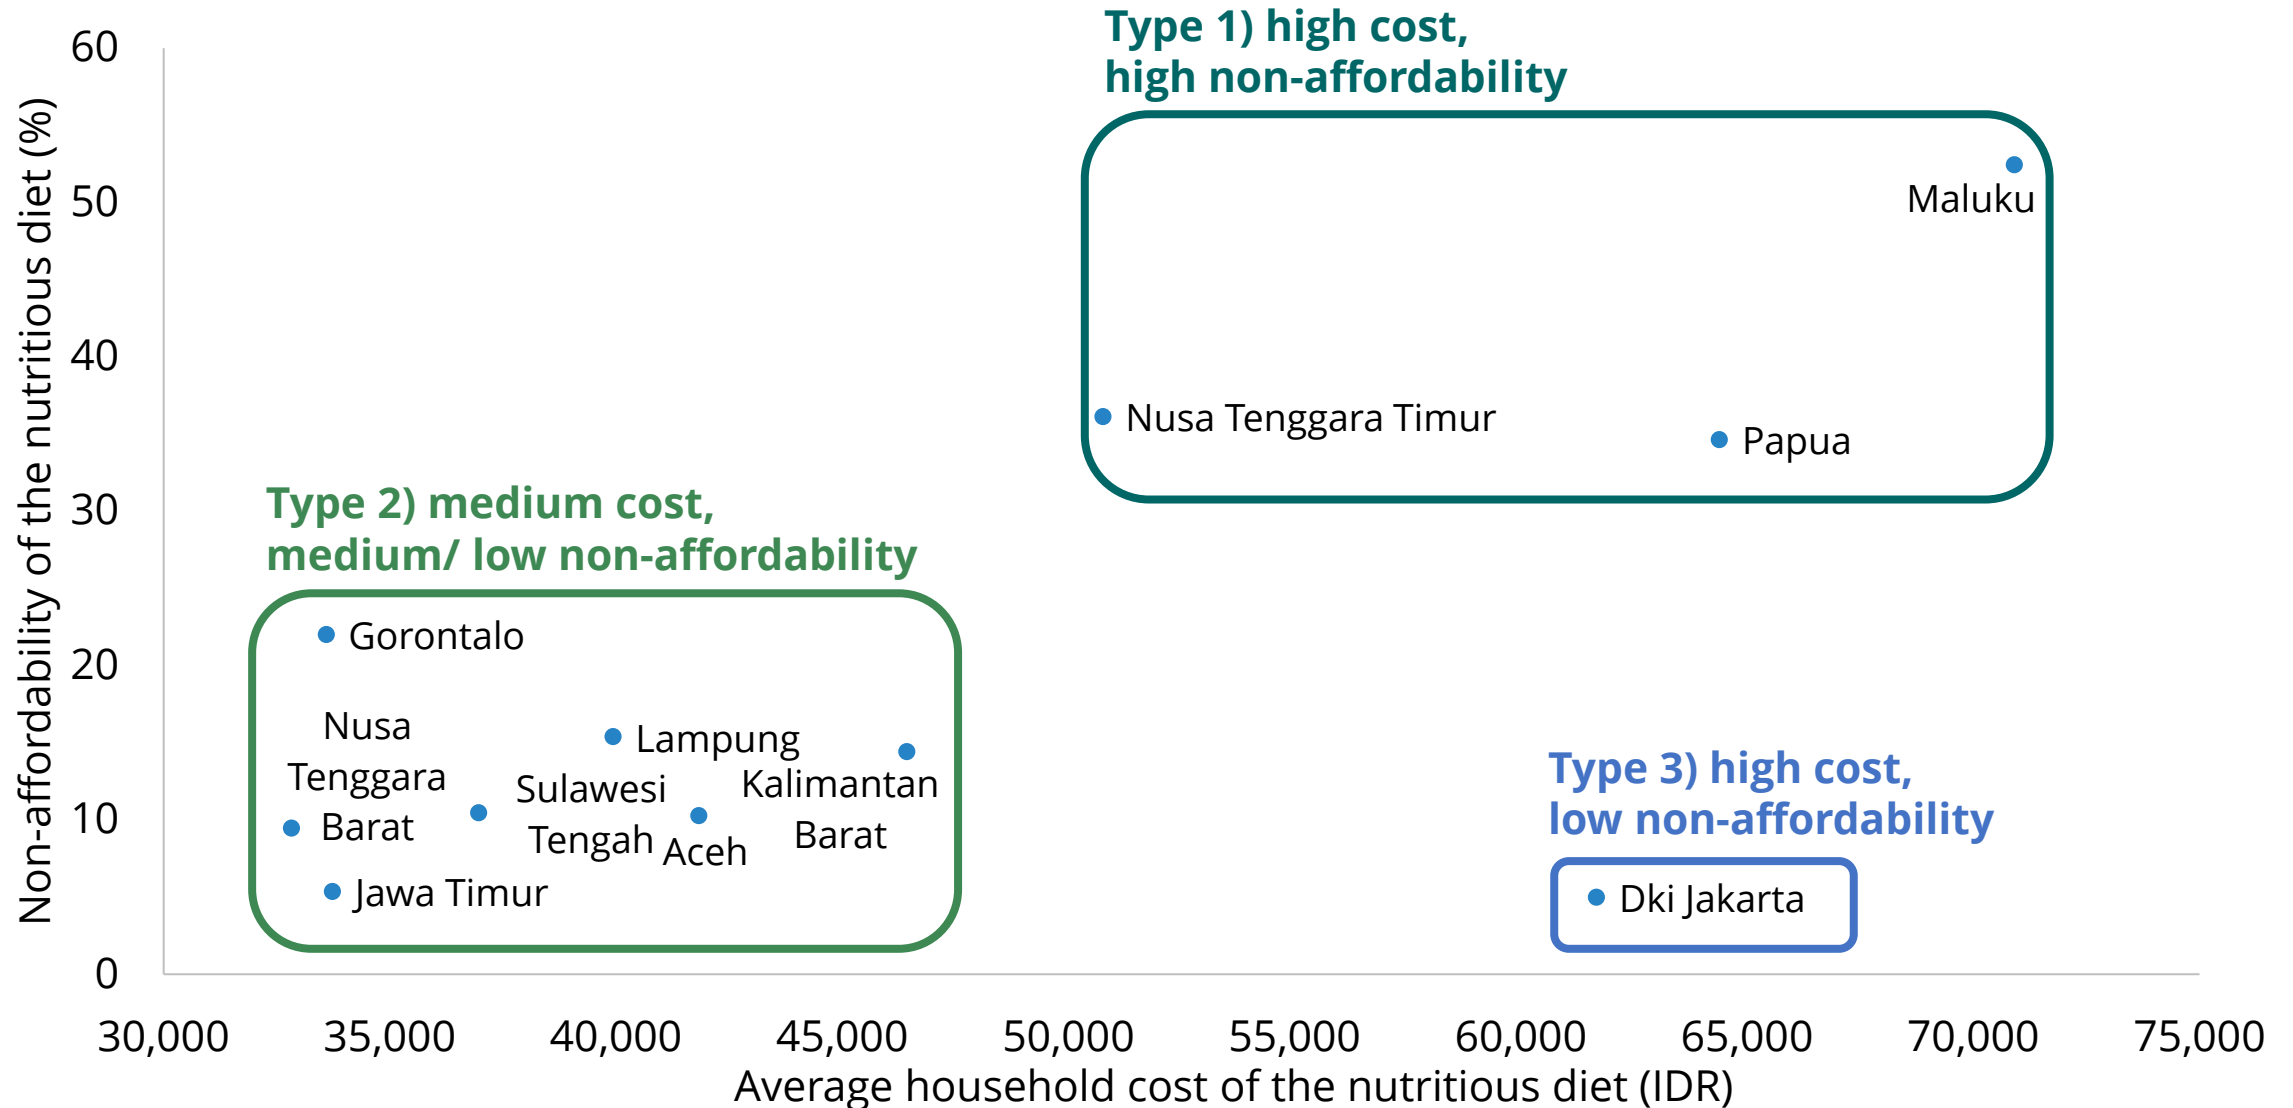 Type 1) high cost,
high non-affordability
60
50
40
30
20
10
0
Non-affordability of the nutritious diet (%)
Maluku
Nusa Tenggara Timur
Papua
Type 2) medium cost,
medium/ low non-affordability
Gorontalo
Nusa
Tenggara
Barat
Lampung
Sulawesi
Tengah
Aceh
Kalimantan
Barat
Jawa Timur
Type 3) high cost,
low non-affordability
Dki Jakarta
30,000
35,000
40,000
45,000
50,000
55,000
60,000
65,000
70,000
75,000
Average household cost of the nutritious diet (IDR)